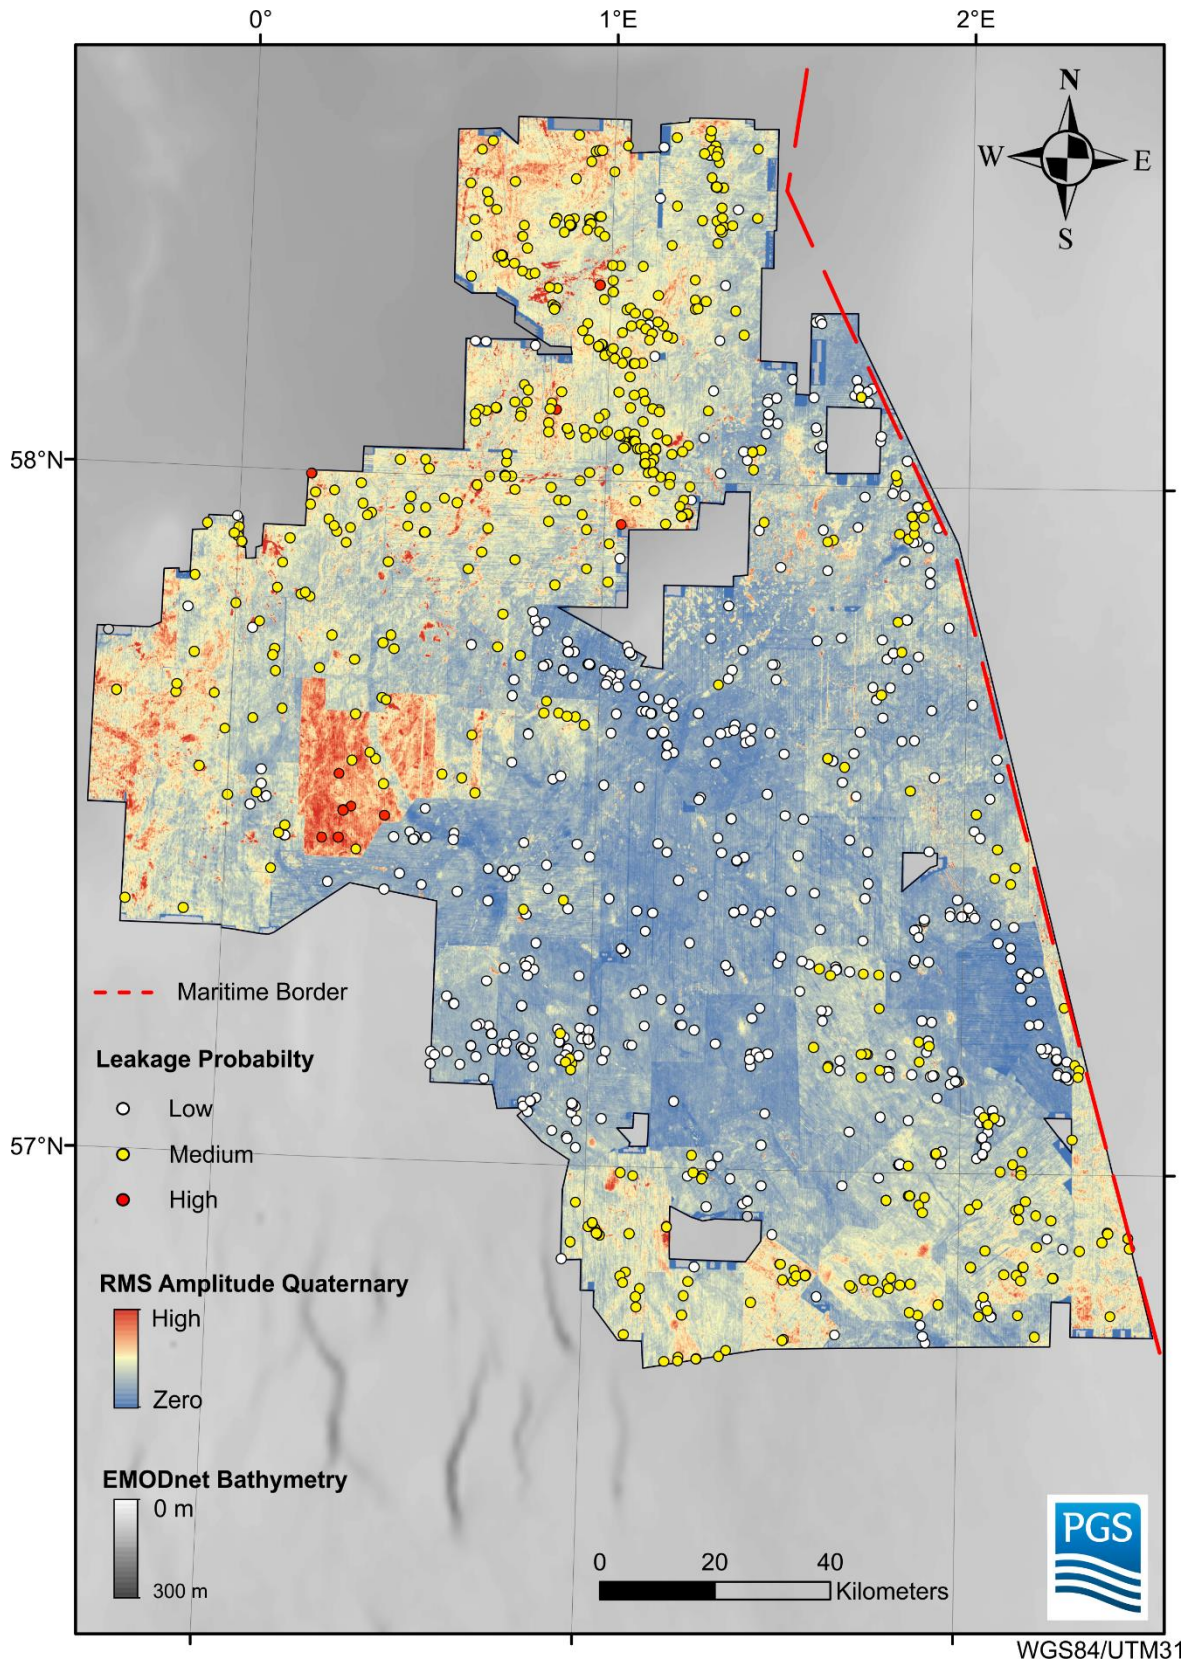 0° 1°E 2°E
N
W E
S
58°N
Maritime Border
Leakage Probabilty
Low
57°N
Medium
High
RMS Amplitude Quaternary
High
Zero
EMODnet Bathymetry
0 m
300 m
PGS
0 20 40
Kilometers
WGS84/UTM31